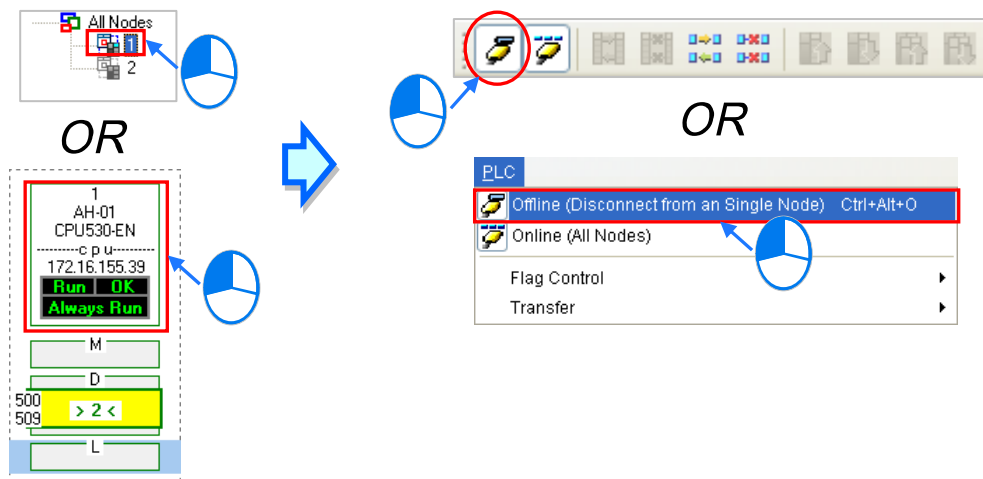 All Nodes
1
2
OR
1
AH-01
CPU530-EN
---------c p u---------
172.16.155.39
Run OK
Always Run
M
D
500
509
> 2 <
L
OR
PLC
Offline (Disconnect from an Single Node) Ctrl+Alt+O
Online (All Nodes)
Flag Control
Transfer